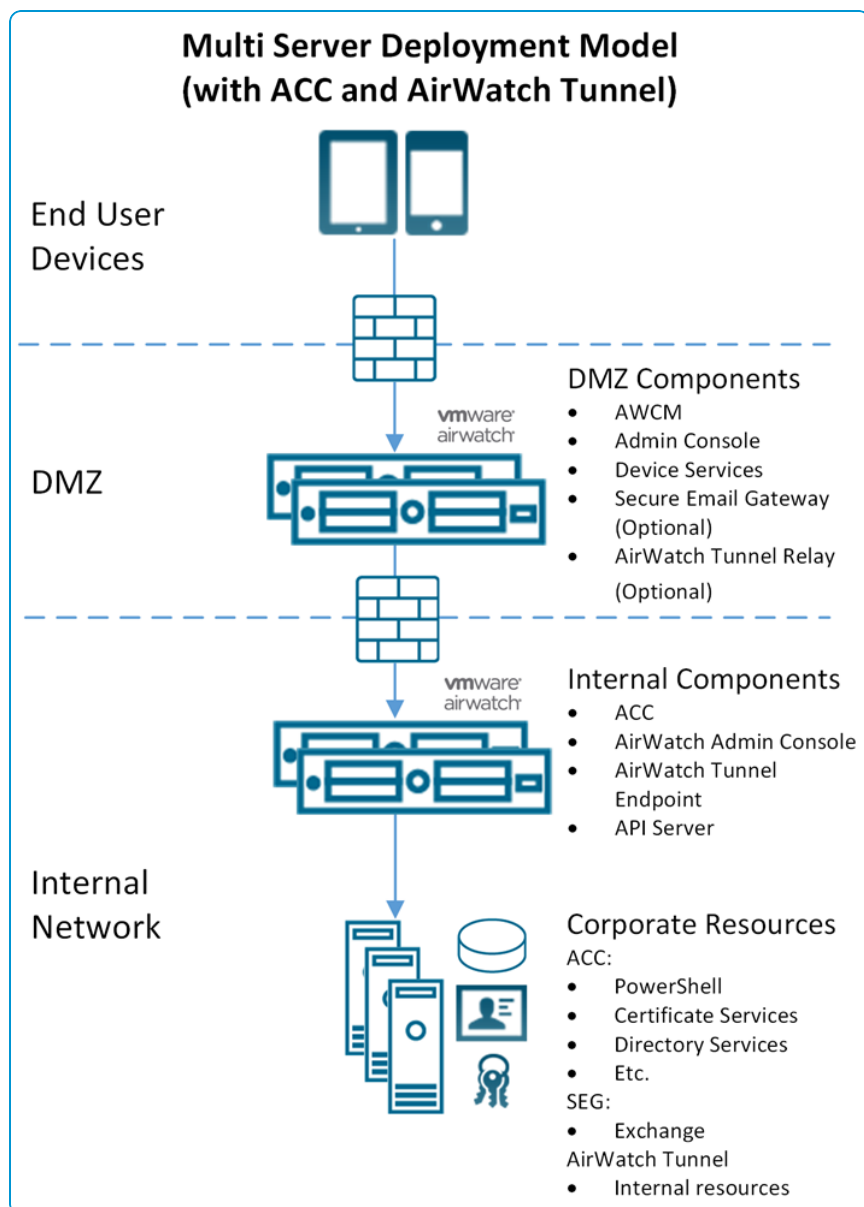 Multi Server Deployment Model
(with ACC and AirWatch Tunnel)
End User
Devices
DMZ
vmware®
airwatch®
DMZ Components
• AWCM
• Admin Console
• Device Services
• Secure Email Gateway
(Optional)
• AirWatch Tunnel Relay
(Optional)
Internal
Network
vmware®
airwatch®
Internal Components
• ACC
• AirWatch Admin Console
• AirWatch Tunnel
Endpoint
• API Server
Corporate Resources
ACC:
• PowerShell
• Certificate Services
• Directory Services
• Etc.
SEG:
• Exchange
AirWatch Tunnel
• Internal resources